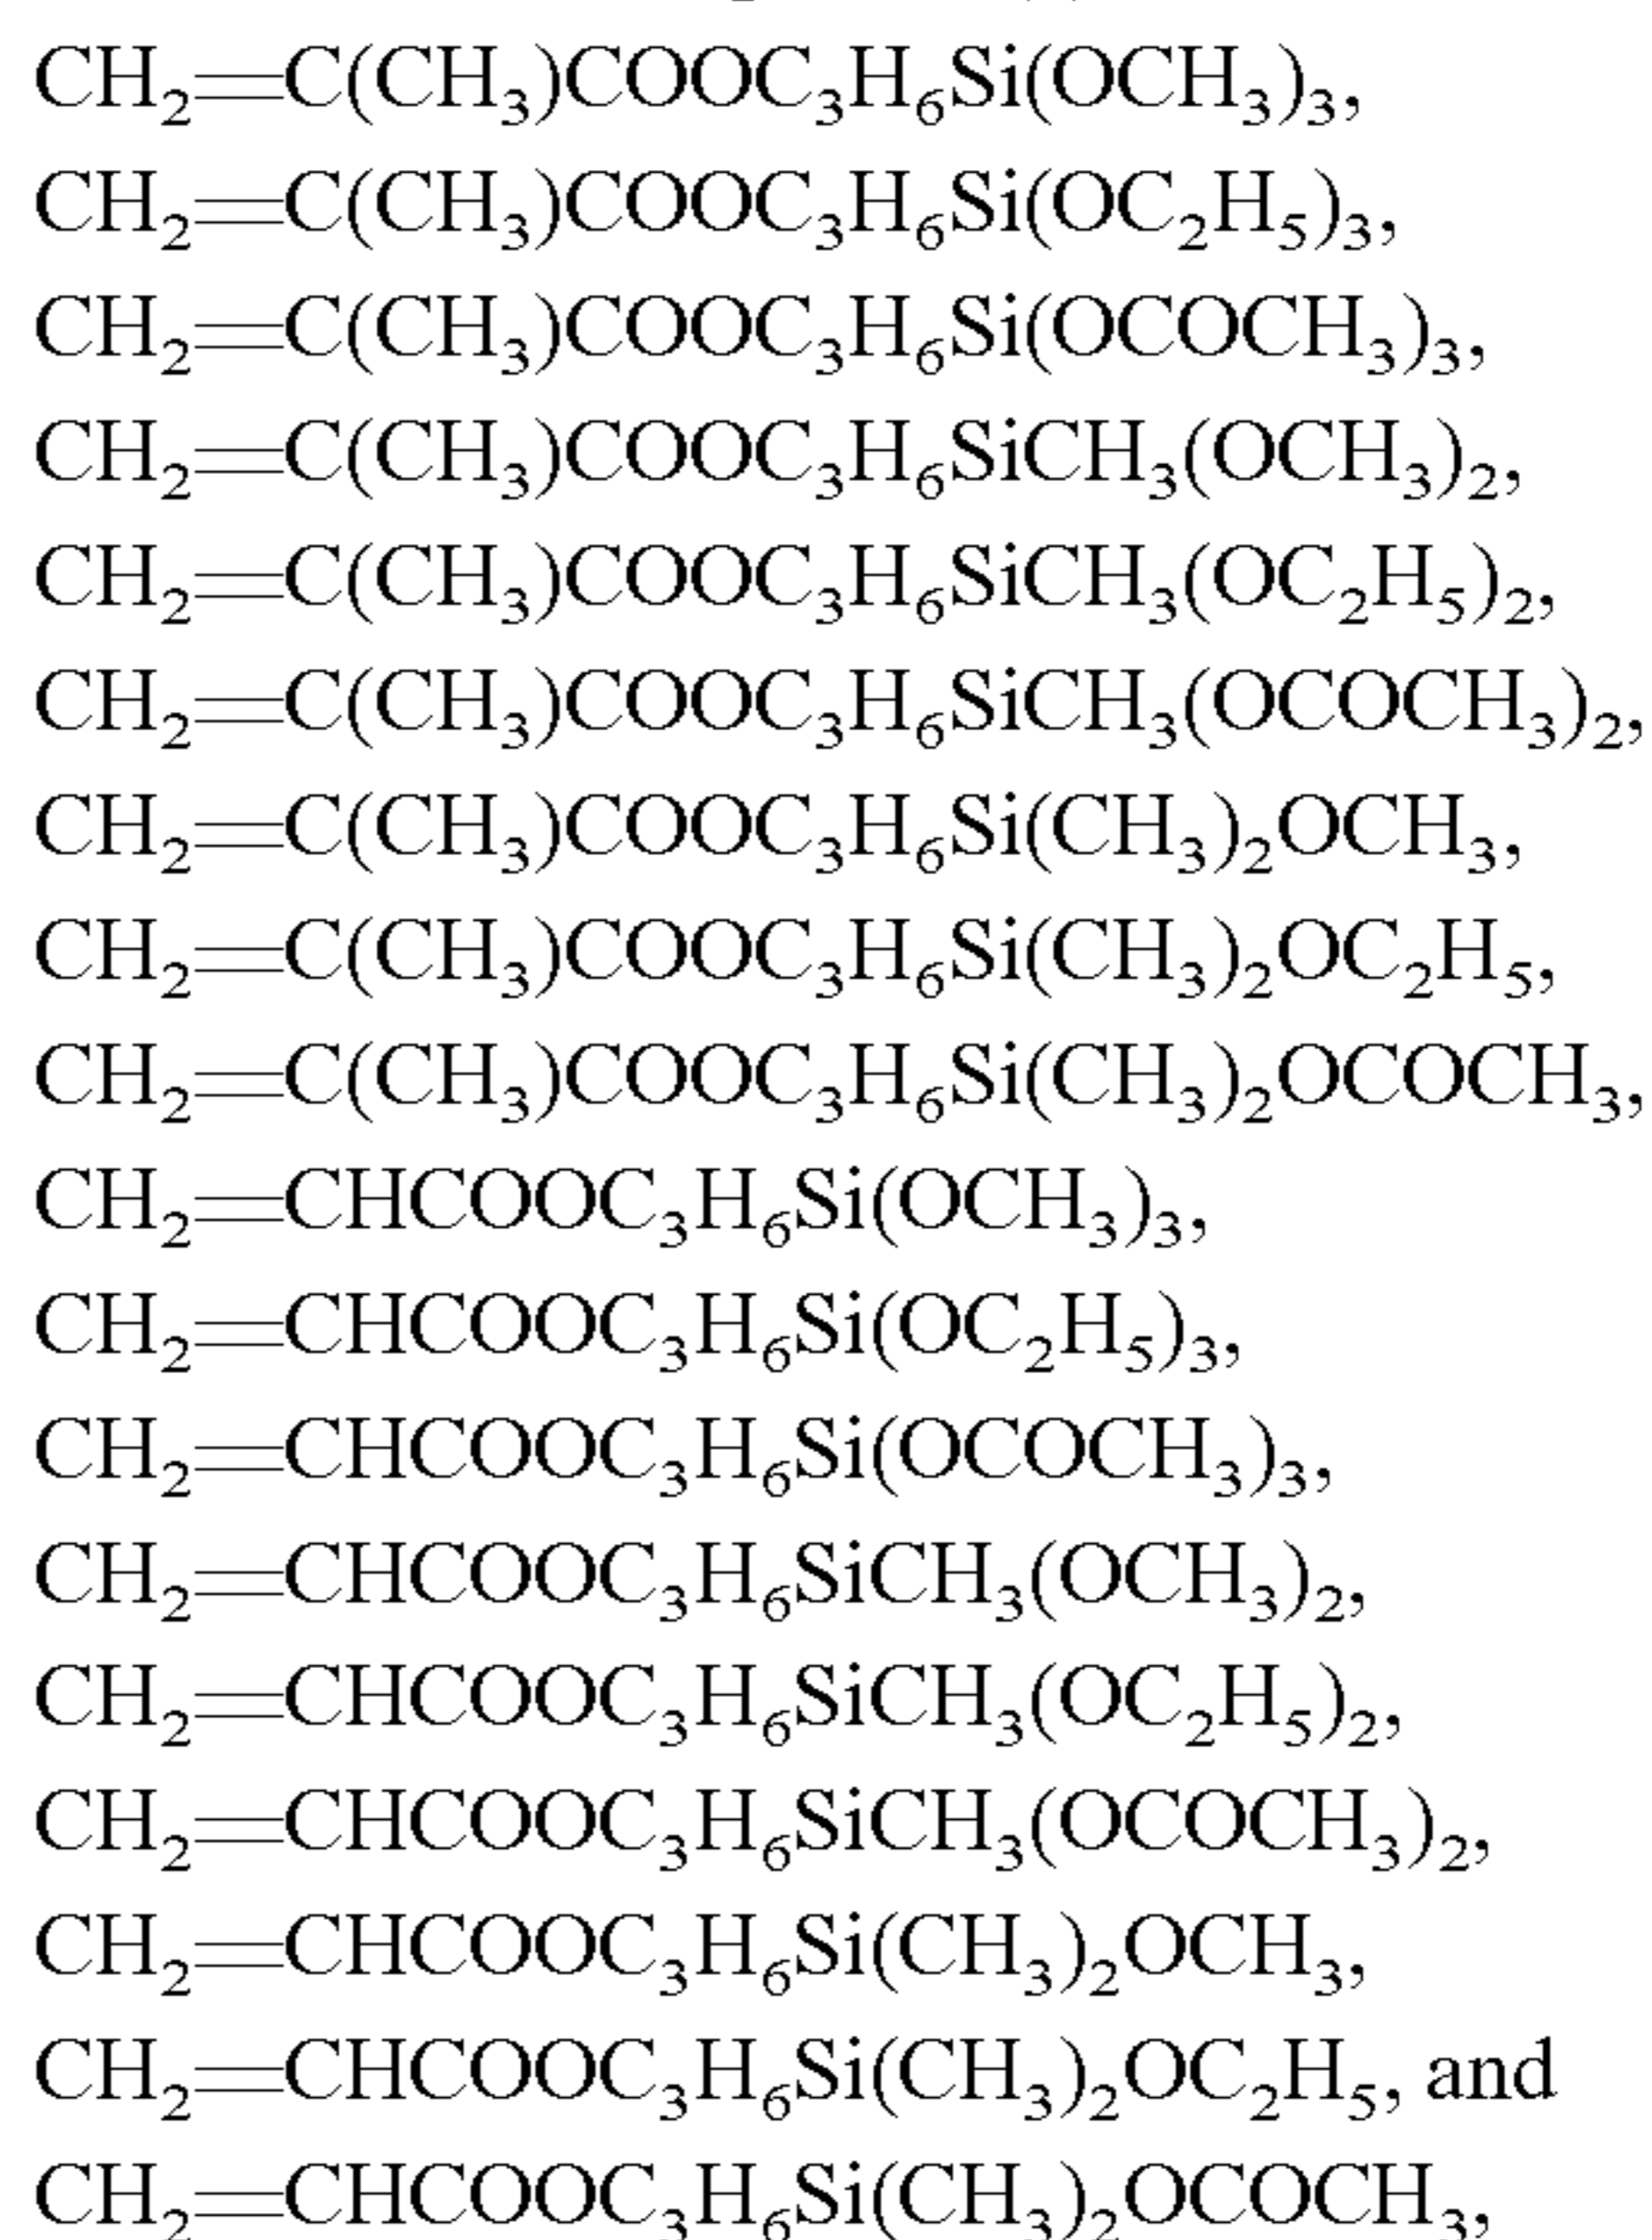 CH₂=C(CH₃)COOC₃H₆Si(OCH₃)₃,
CH₂=C(CH₃)COOC₃H₆Si(OC₂H₅)₃,
CH₂=C(CH₃)COOC₃H₆Si(OCOCH₃)₃,
CH₂=C(CH₃)COOC₃H₆SiCH₃(OCH₃)₂,
CH₂=C(CH₃)COOC₃H₆SiCH₃(OC₂H₅)₂,
CH₂=C(CH₃)COOC₃H₆SiCH₃(OCOCH₃)₂,
CH₂=C(CH₃)COOC₃H₆Si(CH₃)₂OCH₃,
CH₂=C(CH₃)COOC₃H₆Si(CH₃)₂OC₂H₅,
CH₂=C(CH₃)COOC₃H₆Si(CH₃)₂OCOCH₃,
CH₂=CHCOOC₃H₆Si(OCH₃)₃,
CH₂=CHCOOC₃H₆Si(OC₂H₅)₃,
CH₂=CHCOOC₃H₆Si(OCOCH₃)₃,
CH₂=CHCOOC₃H₆SiCH₃(OCH₃)₂,
CH₂=CHCOOC₃H₆SiCH₃(OC₂H₅)₂,
CH₂=CHCOOC₃H₆SiCH₃(OCOCH₃)₂,
CH₂=CHCOOC₃H₆Si(CH₃)₂OCH₃,
CH₂=CHCOOC₃H₆Si(CH₃)₂OC₂H₅, and
CH₂=CHCOOC₃H₆Si(CH₃)₂OCOCH₃,